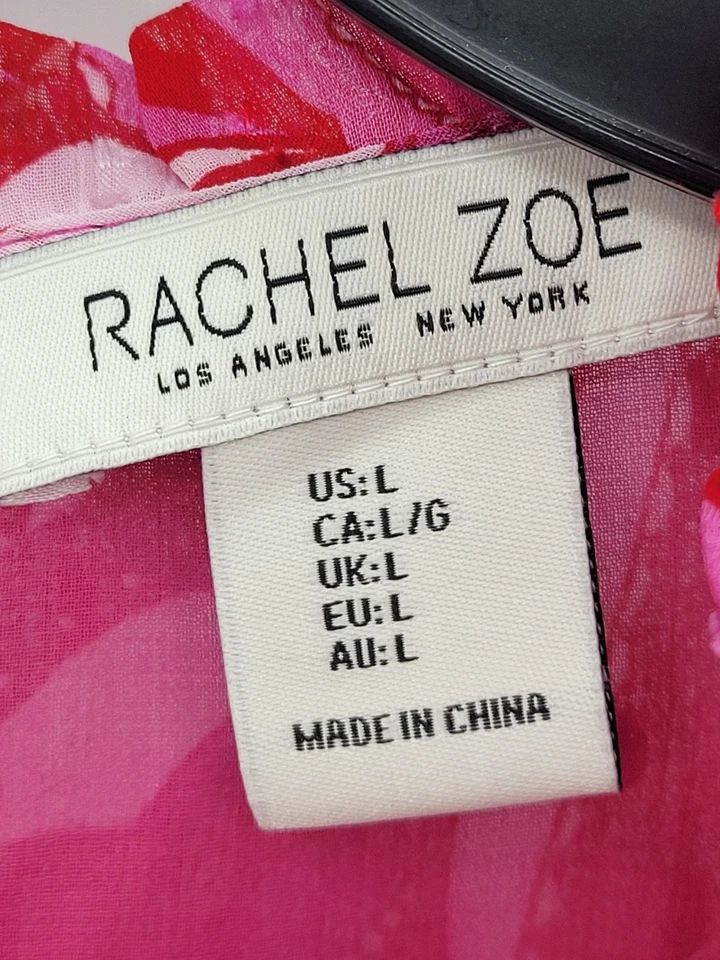 RACHEL ZOE
LOS ANGELES NEW YORK
US: L
CA: L/G
UK: L
EU: L
AU: L
MADE IN CHINA